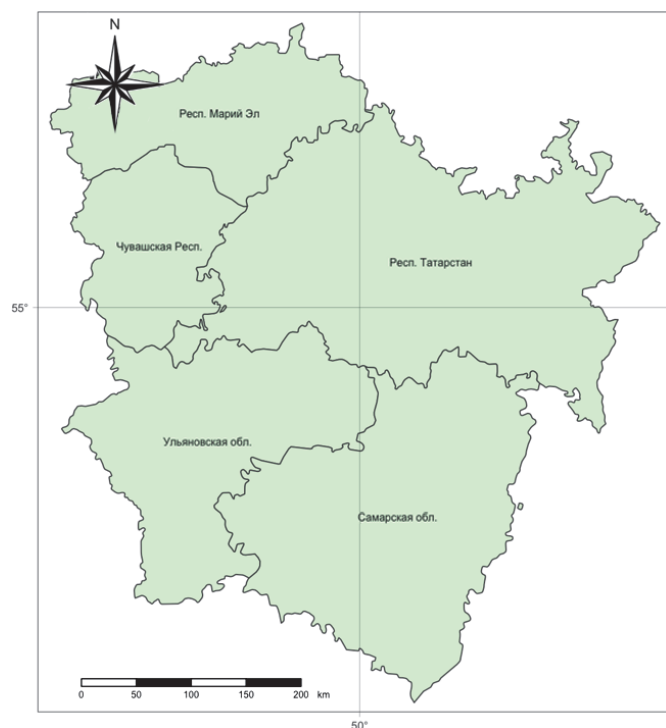 N
Респ. Марий Эл
Чувашская Респ.
Респ. Татарстан
55°
Ульяновская обл.
Самарская обл.
0 50 100 150 200 km
50°